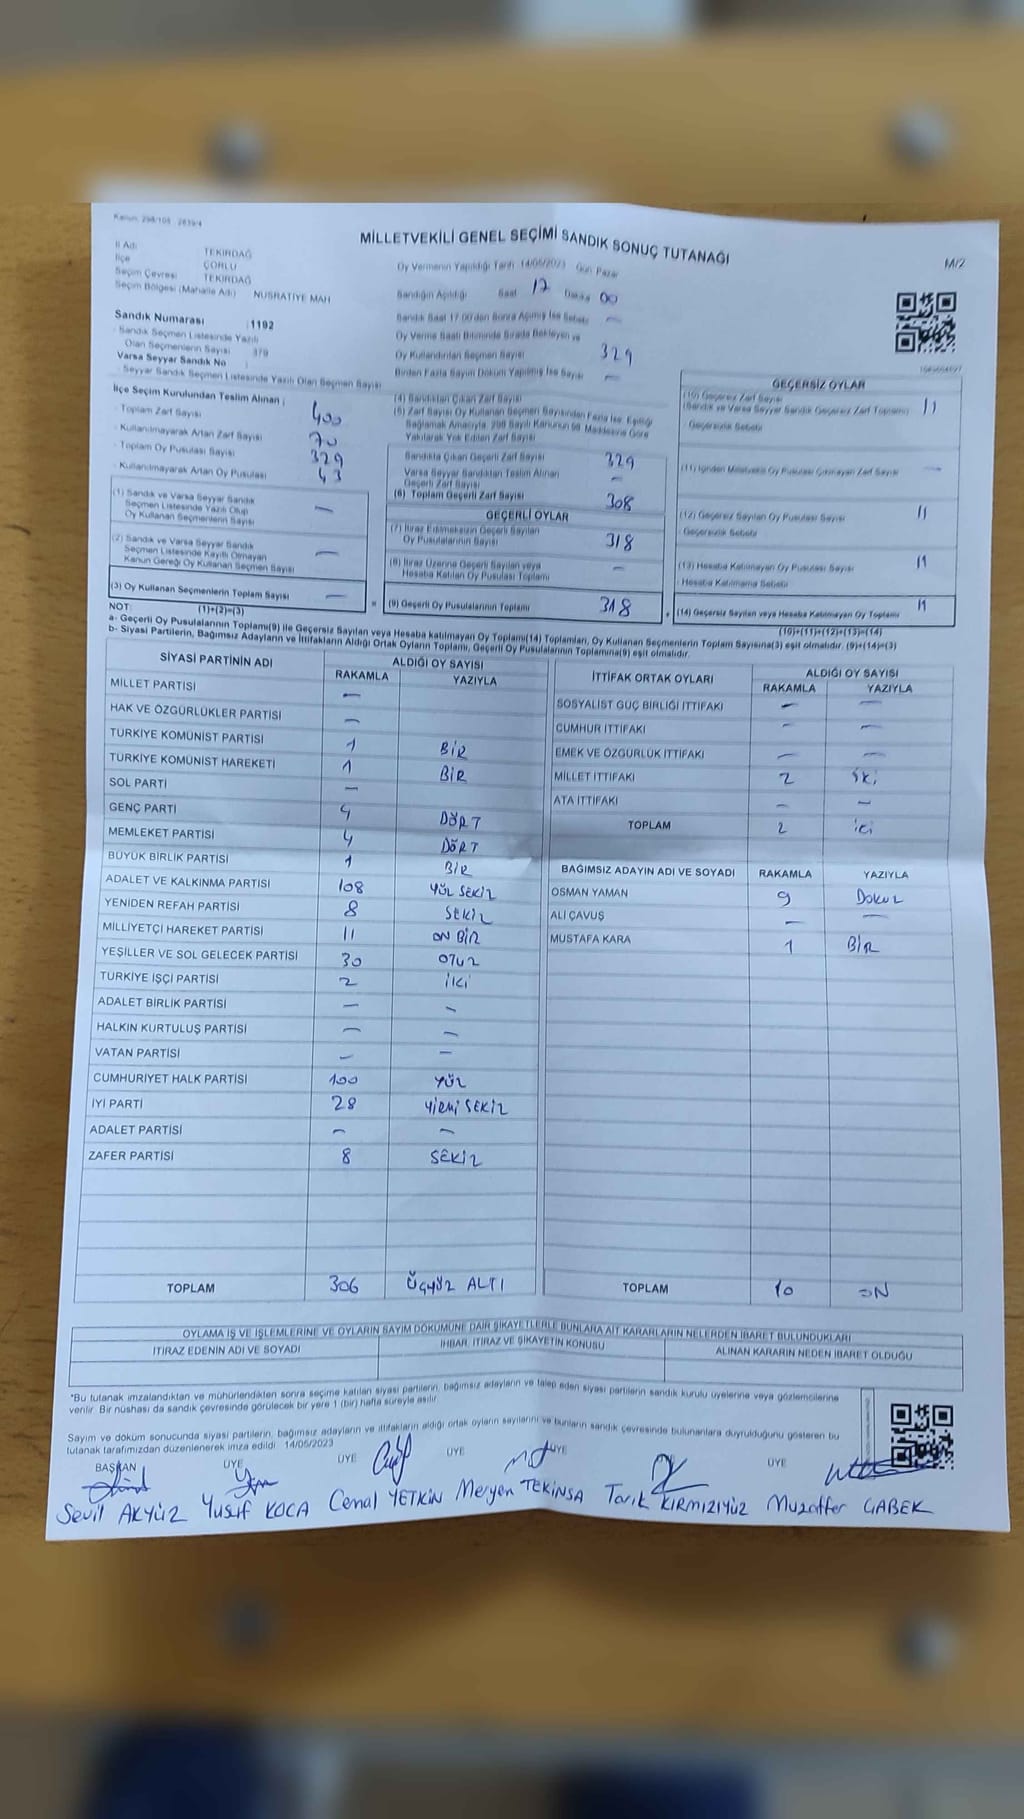 Kanun: 298/105 - 2839/4
MİLLETVEKİLİ GENEL SEÇİMİ SANDIK SONUÇ TUTANAĞI
M/2
İl Adı TEKİRDAĞ
İlçe ÇORLU
Seçim Çevresi TEKİRDAĞ
Seçim Bölgesi (Mahalle Adı) NUSRATİYE MAH
Oy Vermenin Yapıldığı Tarih 14/05/2023 Gün Pazar
Sandığın Açıldığı Saat 17 Dakika 00
Sandık Saat 17:00'den Sonra Açılmış İse Sebebi —
Oy Verme Saati Bitiminde Sırada Bekleyen ve
Oy Kullandırılan Seçmen Sayısı 329
Birden Fazla Sayım Döküm Yapılmış İse Sayısı —
Sandık Numarası : 1192
- Sandık Seçmen Listesinde Yazılı
Olan Seçmenlerin Sayısı : 379
Varsa Seyyar Sandık No :
- Seyyar Sandık Seçmen Listesinde Yazılı Olan Seçmen Sayısı
İlçe Seçim Kurulundan Teslim Alınan ;
- Toplam Zarf Sayısı 400
- Kullanılmayarak Artan Zarf Sayısı 70
- Toplam Oy Pusulası Sayısı 329
- Kullanılmayarak Artan Oy Pusulası 43
(1) Sandık ve Varsa Seyyar Sandık
Seçmen Listesinde Yazılı Olup
Oy Kullanan Seçmenlerin Sayısı —
(2) Sandık ve Varsa Seyyar Sandık
Seçmen Listesinde Kayıtlı Olmayan
Kanun Gereği Oy Kullanan Seçmen Sayısı —
(3) Oy Kullanan Seçmenlerin Toplam Sayısı —
(1)+(2)=(3)
(4) Sandıktan Çıkan Zarf Sayısı
(5) Zarf Sayısı Oy Kullanan Seçmen Sayısından Fazla İse, Eşitliği
Sağlamak Amacıyla, 298 Sayılı Kanunun 98. Maddesine Göre
Yakılarak Yok Edilen Zarf Sayısı
Sandıkta Çıkan Geçerli Zarf Sayısı 329
Varsa Seyyar Sandıktan Teslim Alınan
Geçerli Zarf Sayısı —
(6) Toplam Geçerli Zarf Sayısı 308
GEÇERLİ OYLAR
(7) İtiraz Edilmeksizin Geçerli Sayılan
Oy Pusulalarının Sayısı 318
(8) İtiraz Üzerine Geçerli Sayılan veya
Hesaba Katılan Oy Pusulası Toplamı —
(9) Geçerli Oy Pusulalarının Toplamı 318
GEÇERSİZ OYLAR
(10) Geçersiz Zarf Sayısı
(Sandık ve Varsa Seyyar Sandık Geçersiz Zarf Toplamı) 11
Geçersizlik Sebebi
(11) İçinden Milletvekili Oy Pusulası Çıkmayan Zarf Sayısı —
(12) Geçersiz Sayılan Oy Pusulası Sayısı 11
Geçersizlik Sebebi
(13) Hesaba Katılmayan Oy Pusulası Sayısı 11
Hesaba Katılmama Sebebi
(14) Geçersiz Sayılan veya Hesaba Katılmayan Oy Toplamı 11
(10)+(11)+(12)+(13)=(14)
NOT:
a- Geçerli Oy Pusulalarının Toplamı(9) ile Geçersiz Sayılan veya Hesaba katılmayan Oy Toplamı(14) Toplamları, Oy Kullanan Seçmenlerin Toplam Sayısına(3) eşit olmalıdır. (9)+(14)=(3)
b- Siyasi Partilerin, Bağımsız Adayların ve İttifakların Aldığı Ortak Oyların Toplamı, Geçerli Oy Pusulalarının Toplamına(9) eşit olmalıdır.
SİYASİ PARTİNİN ADI ALDIĞI OY SAYISI
RAKAMLA YAZIYLA
MİLLET PARTİSİ —
HAK VE ÖZGÜRLÜKLER PARTİSİ —
TÜRKİYE KOMÜNİST PARTİSİ 1 BİR
TÜRKİYE KOMÜNİST HAREKETİ 1 BİR
SOL PARTİ —
GENÇ PARTİ 4 DÖRT
MEMLEKET PARTİSİ 4 DÖRT
BÜYÜK BİRLİK PARTİSİ 1 BİR
ADALET VE KALKINMA PARTİSİ 108 YÜZ SEKİZ
YENİDEN REFAH PARTİSİ 8 SEKİZ
MİLLİYETÇİ HAREKET PARTİSİ 11 ON BİR
YEŞİLLER VE SOL GELECEK PARTİSİ 30 OTUZ
TÜRKİYE İŞÇİ PARTİSİ 2 İKİ
ADALET BİRLİK PARTİSİ — —
HALKIN KURTULUŞ PARTİSİ — —
VATAN PARTİSİ — —
CUMHURİYET HALK PARTİSİ 100 YÜZ
İYİ PARTİ 28 YİRMİ SEKİZ
ADALET PARTİSİ — —
ZAFER PARTİSİ 8 SEKİZ
TOPLAM 306 ÜÇYÜZ ALTI
İTTİFAK ORTAK OYLARI ALDIĞI OY SAYISI
RAKAMLA YAZIYLA
SOSYALİST GÜÇ BİRLİĞİ İTTİFAKI — —
CUMHUR İTTİFAKI — —
EMEK VE ÖZGÜRLÜK İTTİFAKI — —
MİLLET İTTİFAKI 2 İKİ
ATA İTTİFAKI — —
TOPLAM 2 iki
BAĞIMSIZ ADAYIN ADI VE SOYADI RAKAMLA YAZIYLA
OSMAN YAMAN 9 Dokuz
ALİ ÇAVUŞ — —
MUSTAFA KARA 1 BİR
TOPLAM 10 ON
OYLAMA İŞ VE İŞLEMLERİNE VE OYLARIN SAYIM DÖKÜMÜNE DAİR ŞİKAYETLERLE BUNLARA AİT KARARLARIN NELERDEN İBARET BULUNDUKLARI
İTİRAZ EDENİN ADI VE SOYADI İHBAR, İTİRAZ VE ŞİKAYETİN KONUSU ALINAN KARARIN NEDEN İBARET OLDUĞU
*Bu tutanak imzalandıktan ve mühürlendikten sonra seçime katılan siyasi partilerin, bağımsız adayların ve talep eden siyasi partilerin sandık kurulu üyelerine veya gözlemcilerine
verilir. Bir nüshası da sandık çevresinde görülecek bir yere 1 (bir) hafta süreyle asılır.
Sayım ve döküm sonucunda siyasi partilerin, bağımsız adayların ve ittifakların aldığı ortak oyların sayılarını ve bunların sandık çevresinde bulunanlara duyrulduğunu gösteren bu
tutanak tarafımızdan düzenlenerek imza edildi. 14/05/2023
BAŞKAN ÜYE ÜYE ÜYE ÜYE ÜYE
Sevil AKYÜZ Yusuf KOCA Cemal YETKİN Meryem TEKİNSA Tarık KIRMIZIYÜZ Muzaffer GABEK